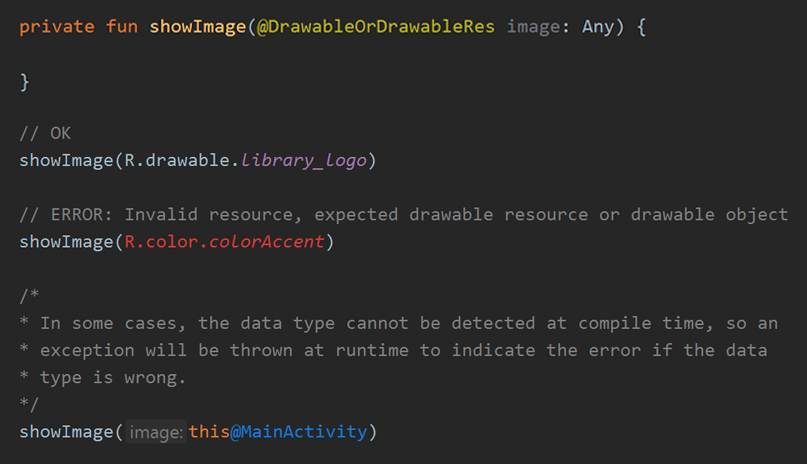 private fun showImage(@DrawableOrDrawableRes image: Any) {
}
// OK
showImage(R.drawable.library_logo)
// ERROR: Invalid resource, expected drawable resource or drawable object
showImage(R.color.colorAccent)
/*
* In some cases, the data type cannot be detected at compile time, so an
* exception will be thrown at runtime to indicate the error if the data
* type is wrong.
*/
showImage( image: this@MainActivity)